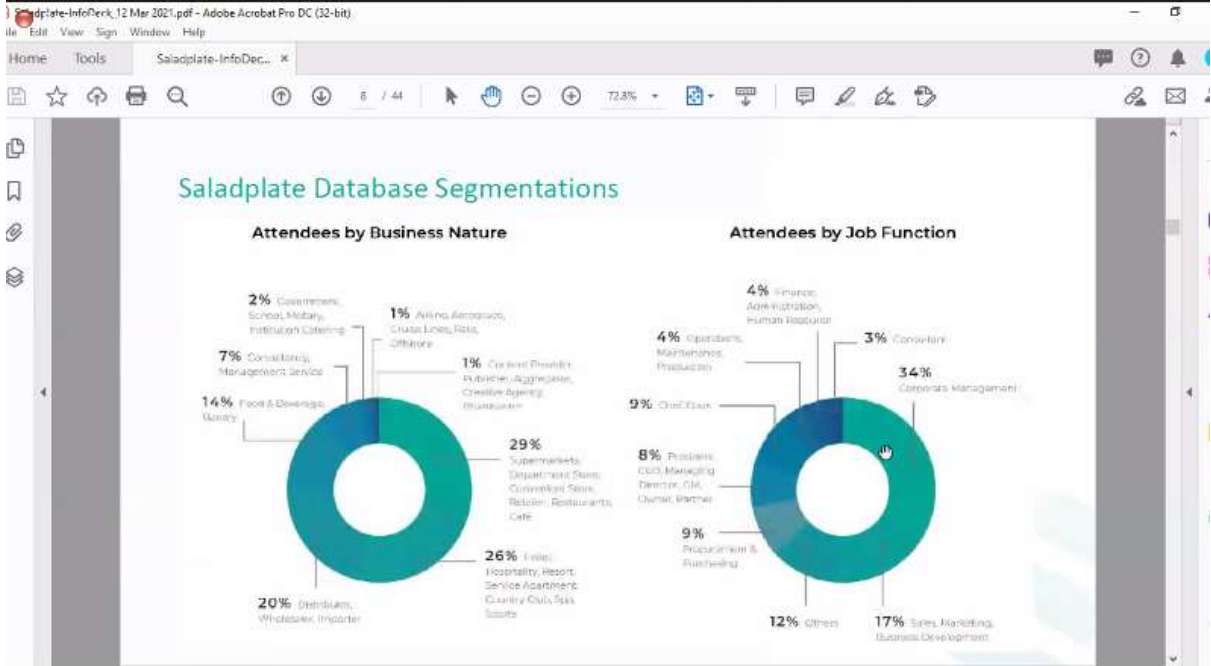 Saladplate-InfoDeck_12 Mar 2021.pdf - Adobe Acrobat Pro DC (32-bit)
Edit View Sign Window Help
Home Tools Saladplate-InfoDec... ×
/ 44 72.8%
Saladplate Database Segmentations
Attendees by Business Nature
2% Government,
School, Military,
Institution Catering
1% Airline, Aerospace,
Cruise Lines, Rails,
Offshore
7% Consultancy,
Management Service
1% Content Provider,
Publisher, Aggregator,
Creative Agency,
14% Food & Beverage,
Bakery
29%
Supermarkets,
Department Store,
Convenient Store,
Retailer, Restaurants,
Café
26% Hotel,
Hospitality, Resort,
Service Apartment,
Country Club, Spa,
Sports
20% Distributor,
Wholesaler, Importer
Attendees by Job Function
4% Finance,
Administration,
Human Resource
4% Operations,
Maintenance,
Production
3% Consultant
34%
Corporate Management
9% Chef, Cook
8% President,
CEO, Managing
Director, GM,
Owner, Partner
9%
Procurement &
Purchasing
12% Others
17% Sales, Marketing,
Business Development